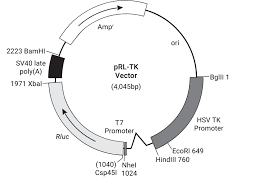 Ampʳ
ori
2223 BamHI
pRL-TK
Vector
(4,045bp)
SV40 late
poly(A)
BglII 1
1971 XbaI
HSV TK
Promoter
T7
Promoter
Rluc
EcoRI 649
HindIII 760
(1040)
Csp45I
NheI
1024